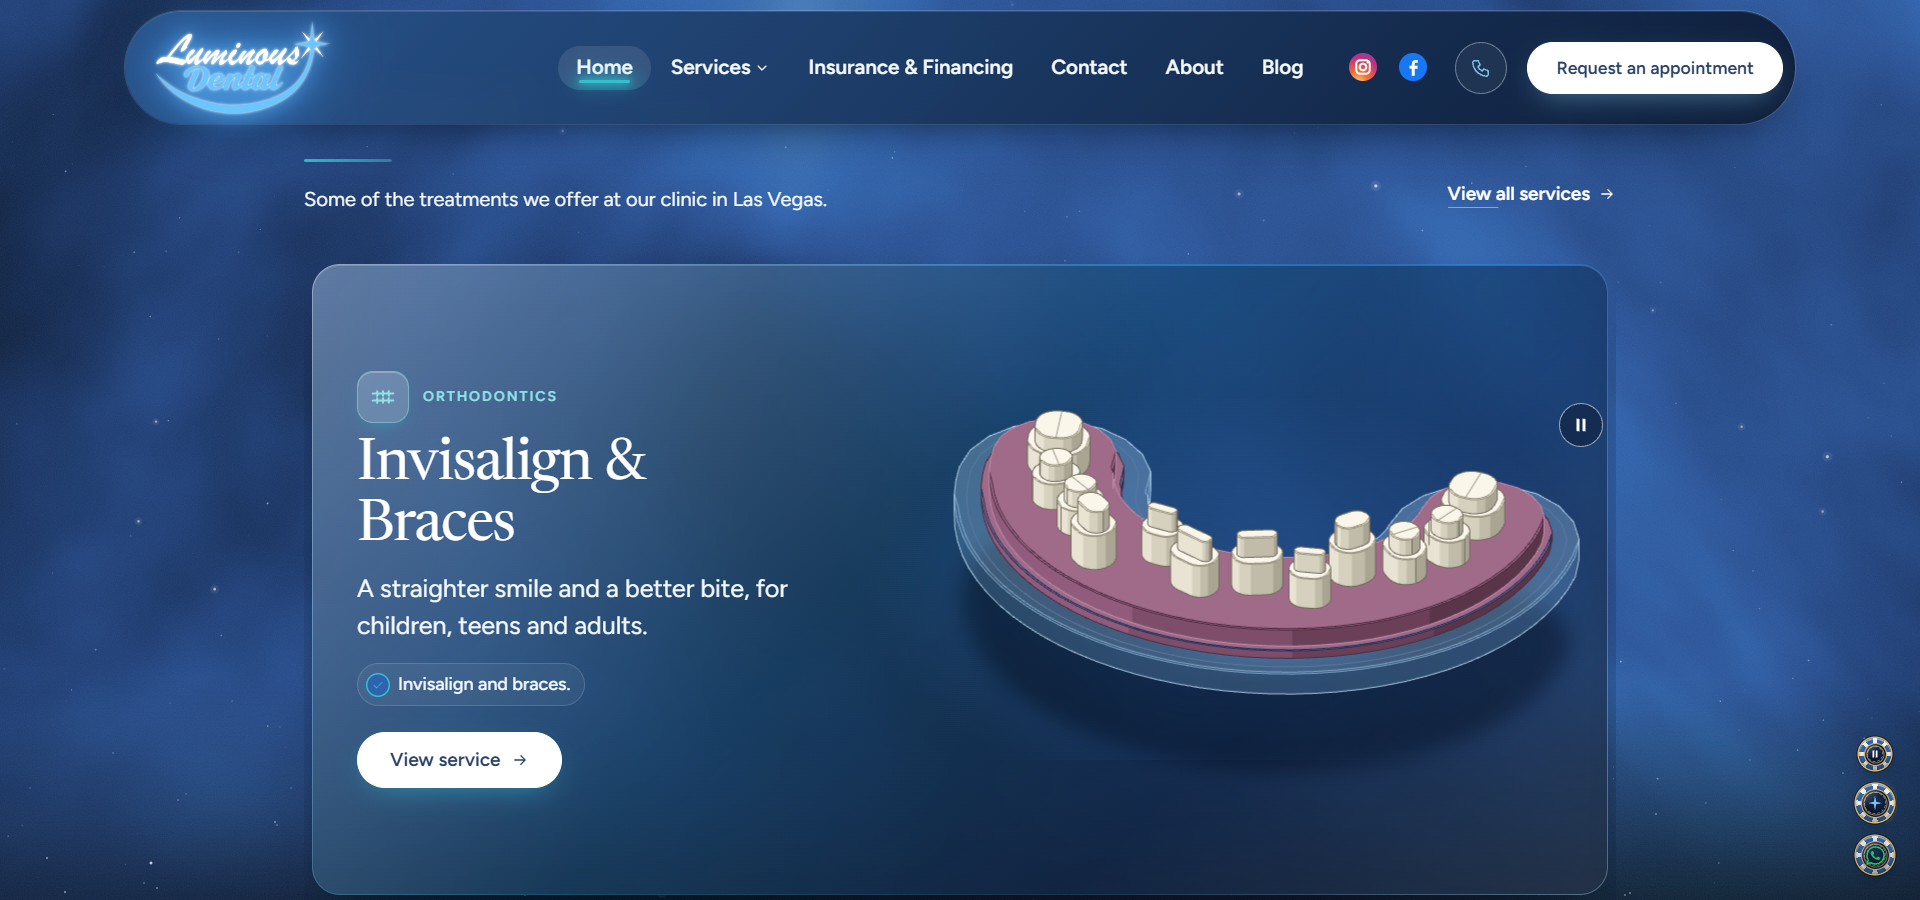 Luminous
Dental
Home
Services
Insurance & Financing
Contact
About
Blog
Request an appointment
Some of the treatments we offer at our clinic in Las Vegas.
View all services
ORTHODONTICS
Invisalign &
Braces
A straighter smile and a better bite, for
children, teens and adults.
Invisalign and braces.
View service